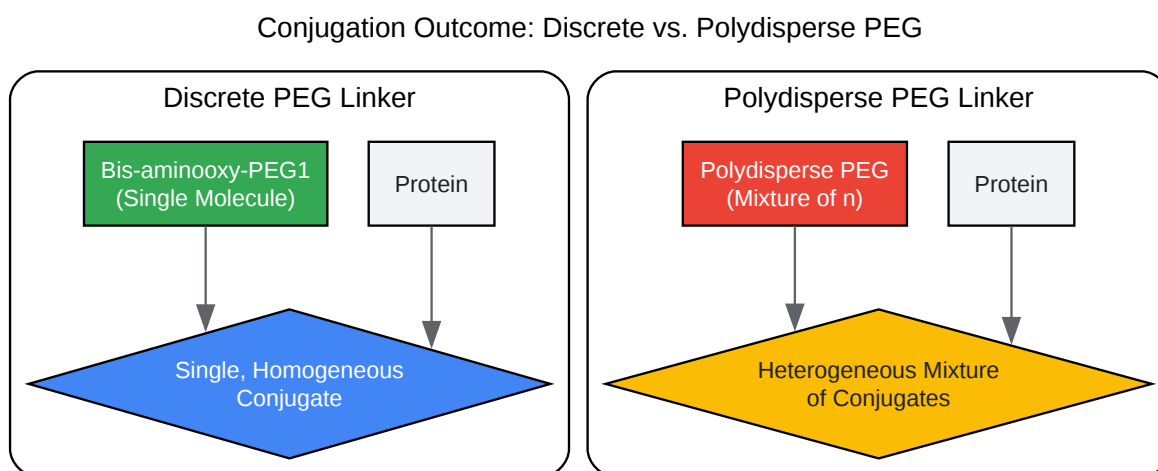 Conjugation Outcome: Discrete vs. Polydisperse PEG
Discrete PEG Linker
Bis-aminooxy-PEG1
(Single Molecule)
Protein
Single, Homogeneous
Conjugate
Polydisperse PEG Linker
Polydisperse PEG
(Mixture of n)
Protein
Heterogeneous Mixture
of Conjugates